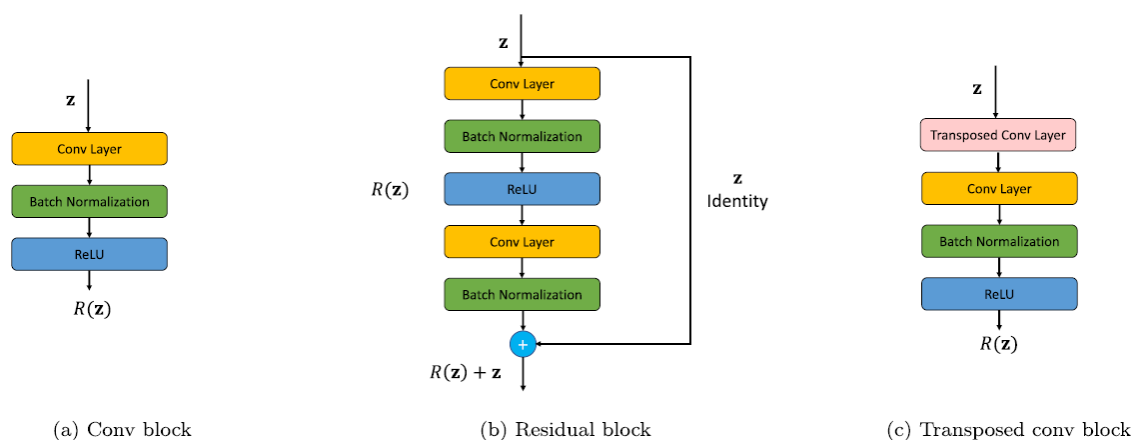 z
Conv Layer
Batch Normalization
ReLU
R(z)
(a) Conv block
z
Conv Layer
Batch Normalization
R(z)
ReLU
z
Identity
Conv Layer
Batch Normalization
+
R(z) + z
(b) Residual block
z
Transposed Conv Layer
Conv Layer
Batch Normalization
ReLU
R(z)
(c) Transposed conv block